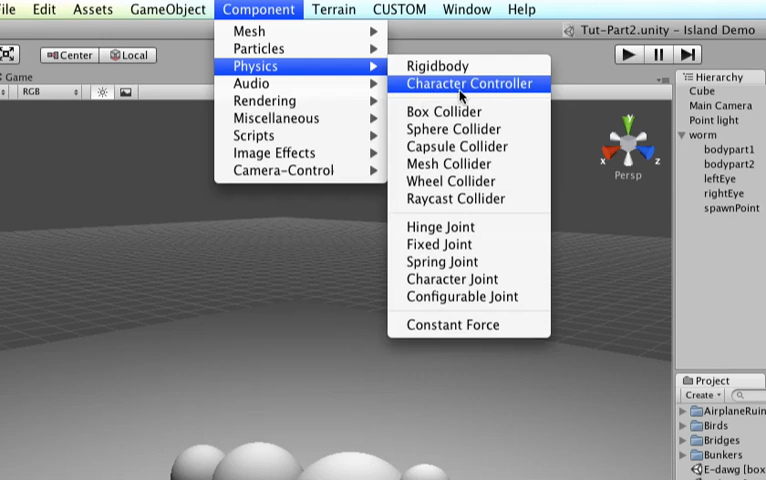 File Edit Assets GameObject Component Terrain CUSTOM Window Help
Tut-Part2.unity - Island Demo
Center Local
Game
RGB
Mesh
Particles
Physics
Audio
Rendering
Miscellaneous
Scripts
Image Effects
Camera-Control
Rigidbody
Character Controller
Box Collider
Sphere Collider
Capsule Collider
Mesh Collider
Wheel Collider
Raycast Collider
Hinge Joint
Fixed Joint
Spring Joint
Character Joint
Configurable Joint
Constant Force
y
x z
Persp
Hierarchy
Cube
Main Camera
Point light
worm
bodypart1
bodypart2
leftEye
rightEye
spawnPoint
Project
Create
AirplaneRuin
Birds
Bridges
Bunkers
E-dawg [box